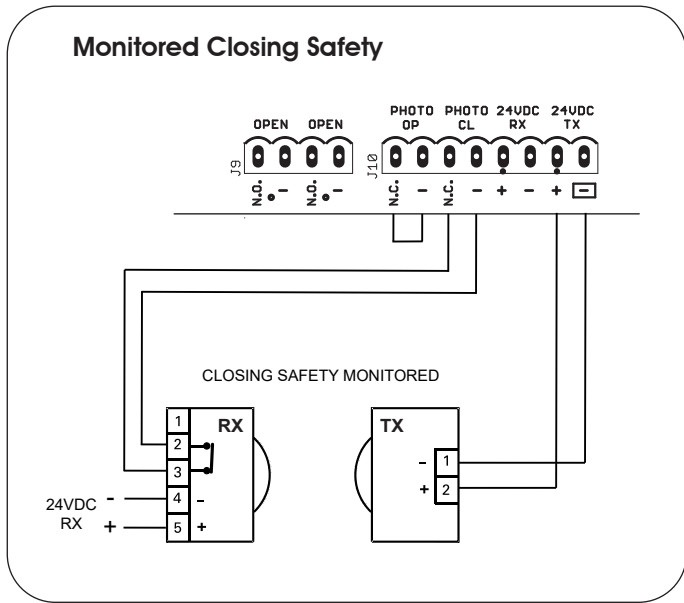 Monitored Closing Safety
PHOTO PHOTO 24VDC 24VDC
OPEN OPEN OP CL RX TX
J9 J10
N.O. - N.O. - N.C. - N.C. - + - + -
CLOSING SAFETY MONITORED
1 RX TX
2 - 1
3 + 2
24VDC - 4 -
RX + 5 +